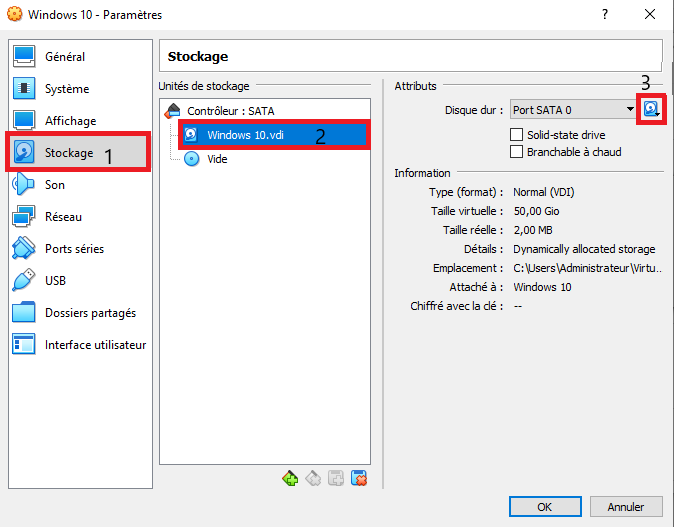 Windows 10 - Paramètres
?
Général
Système
Affichage
Stockage 1
Son
Réseau
Ports séries
USB
Dossiers partagés
Interface utilisateur
Stockage
Unités de stockage
Contrôleur : SATA
Windows 10.vdi 2
Vide
Attributs
3
Disque dur : Port SATA 0
Solid-state drive
Branchable à chaud
Information
Type (format) : Normal (VDI)
Taille virtuelle : 50,00 Gio
Taille réelle : 2,00 MB
Détails : Dynamically allocated storage
Emplacement : C:\Users\Administrateur\Virtu...
Attaché à : Windows 10
Chiffré avec la clé : --
OK
Annuler